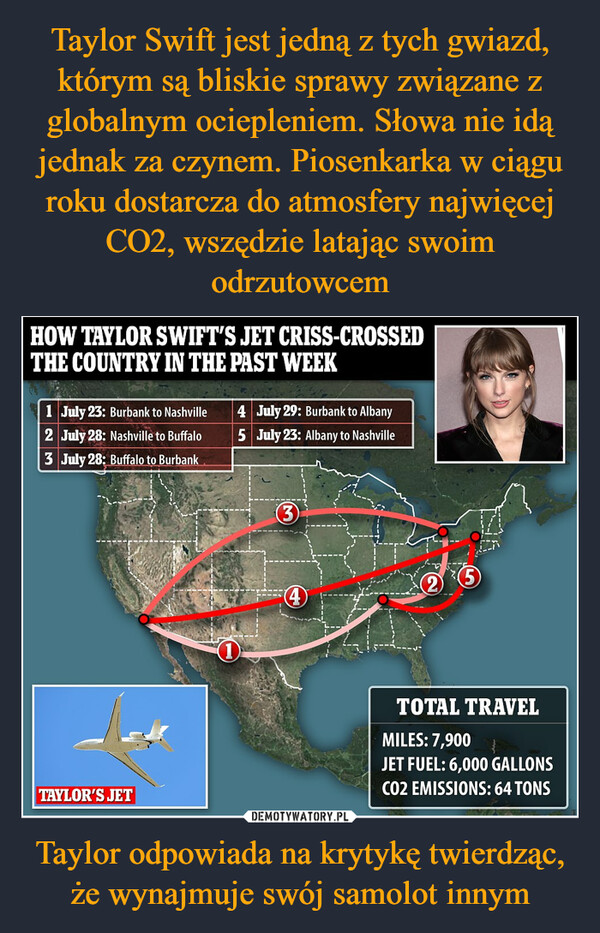 Taylor Swift jest jedną z tych gwiazd,
którym są bliskie sprawy związane z
globalnym ociepleniem. Słowa nie idą
jednak za czynem. Piosenkarka w ciągu
roku dostarcza do atmosfery najwięcej
CO2, wszędzie latając swoim
odrzutowcem
HOW TAYLOR SWIFT'S JET CRISS-CROSSED
THE COUNTRY IN THE PAST WEEK
1 July 23: Burbank to Nashville
2 July 28: Nashville to Buffalo
3 July 28: Buffalo to Burbank
4 July 29: Burbank to Albany
5 July 23: Albany to Nashville
3
2
5
4
1
TAYLOR'S JET
TOTAL TRAVEL
MILES: 7,900
JET FUEL: 6,000 GALLONS
CO2 EMISSIONS: 64 TONS
DEMOTYWATORY.PL
Taylor odpowiada na krytykę twierdząc,
że wynajmuje swój samolot innym